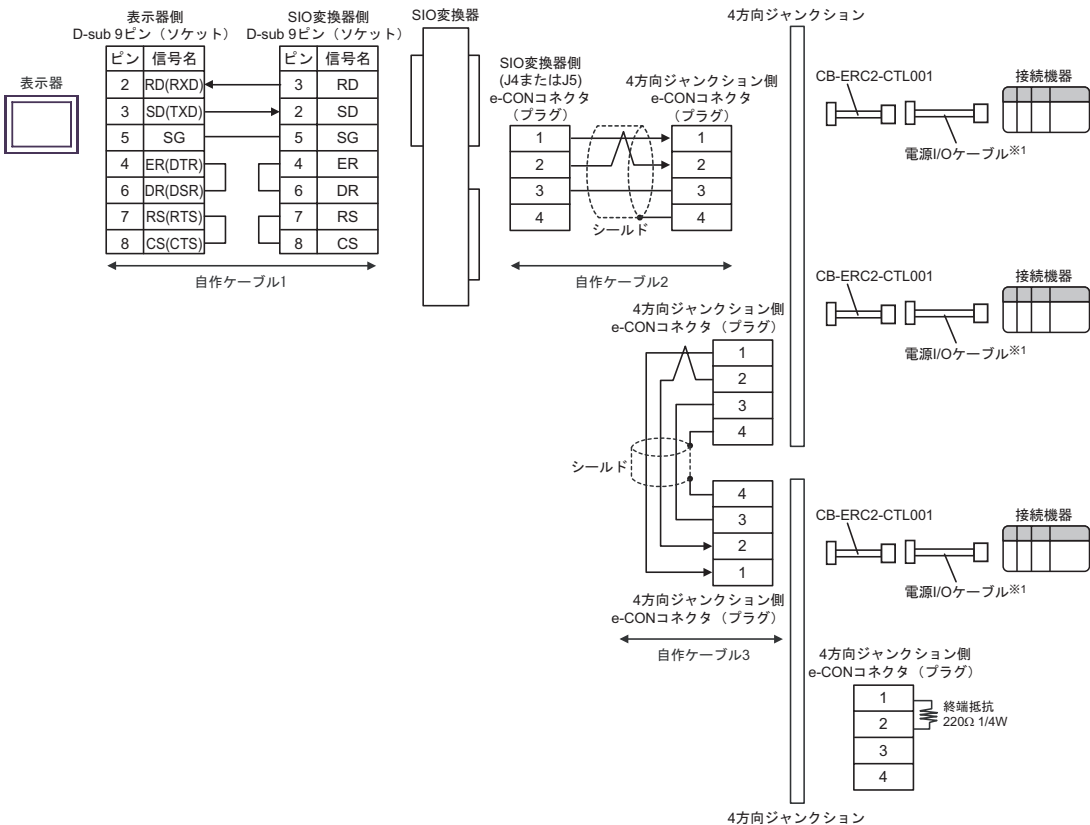 表示器
表示器側
D-sub 9ピン（ソケット）
ピン 信号名
2 RD(RXD)
3 SD(TXD)
5 SG
4 ER(DTR)
6 DR(DSR)
7 RS(RTS)
8 CS(CTS)
SIO変換器側
D-sub 9ピン（ソケット）
ピン 信号名
3 RD
2 SD
5 SG
4 ER
6 DR
7 RS
8 CS
自作ケーブル1
SIO変換器
SIO変換器側
(J4またはJ5)
e-CONコネクタ
（プラグ）
1
2
3
4
シールド
4方向ジャンクション側
e-CONコネクタ
（プラグ）
1
2
3
4
自作ケーブル2
4方向ジャンクション
CB-ERC2-CTL001
電源I/Oケーブル※1
接続機器
CB-ERC2-CTL001
電源I/Oケーブル※1
接続機器
4方向ジャンクション側
e-CONコネクタ（プラグ）
1
2
3
4
シールド
4
3
2
1
4方向ジャンクション側
e-CONコネクタ（プラグ）
自作ケーブル3
CB-ERC2-CTL001
電源I/Oケーブル※1
接続機器
4方向ジャンクション側
e-CONコネクタ（プラグ）
1
2
3
4
終端抵抗
220Ω 1/4W
4方向ジャンクション